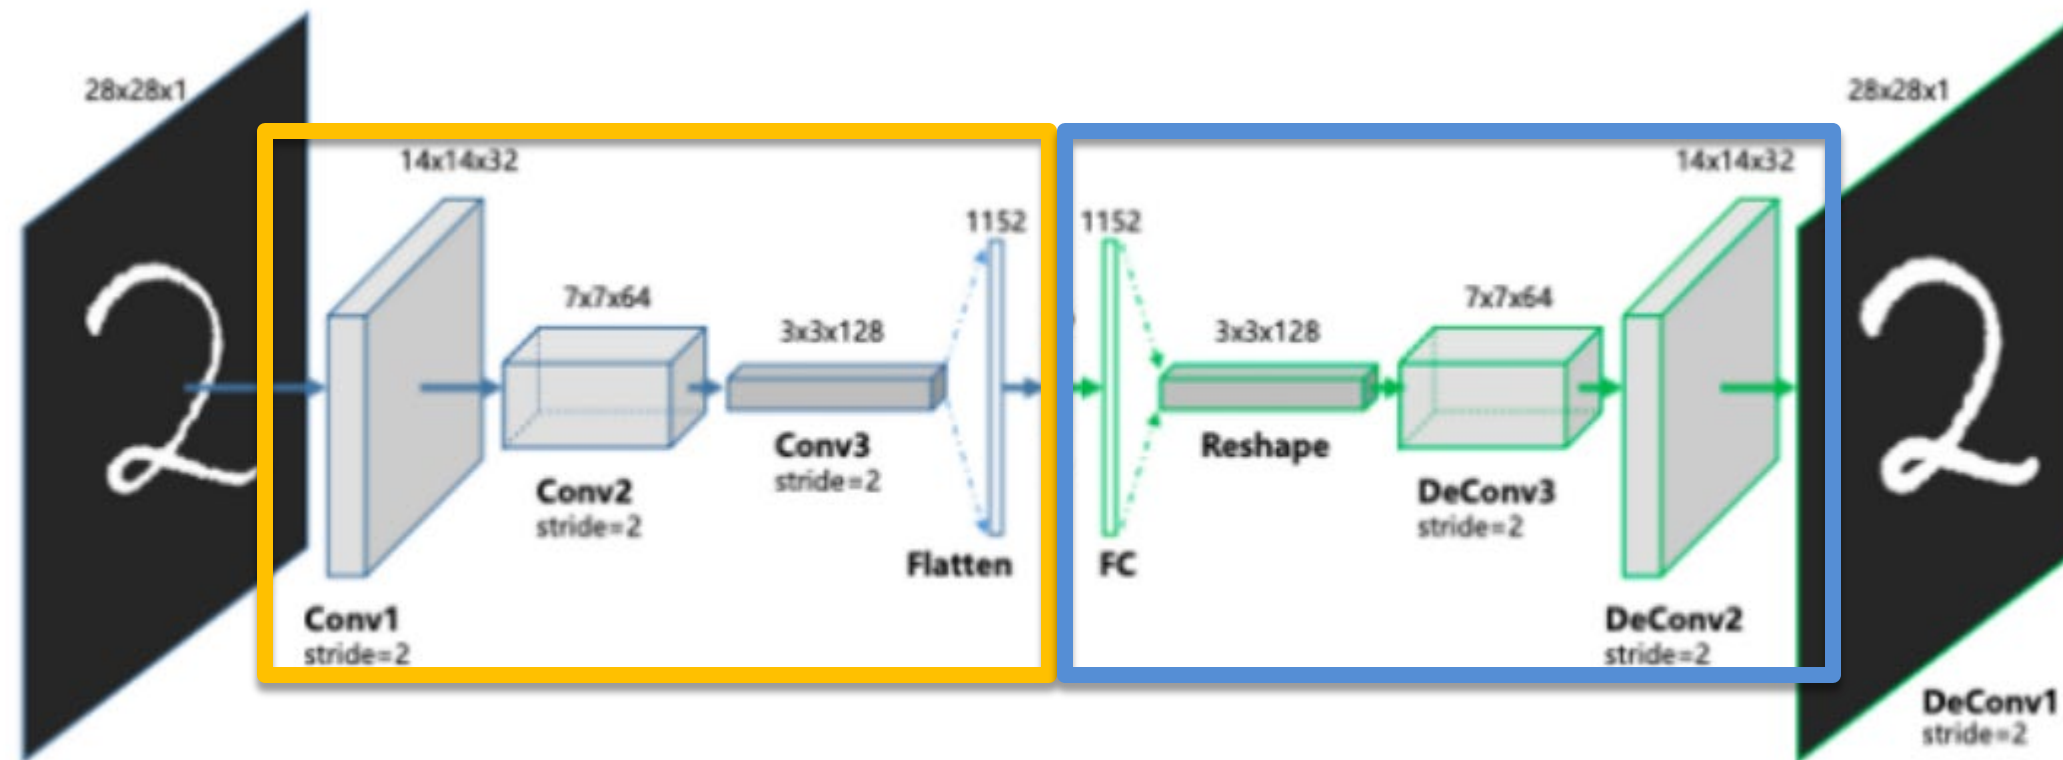 28x28x1
14x14x32
1152
7x7x64
3x3x128
Conv3
stride=2
Conv2
stride=2
Flatten
Conv1
stride=2
1152
3x3x128
7x7x64
14x14x32
28x28x1
Reshape
DeConv3
stride=2
FC
DeConv2
stride=2
DeConv1
stride=2